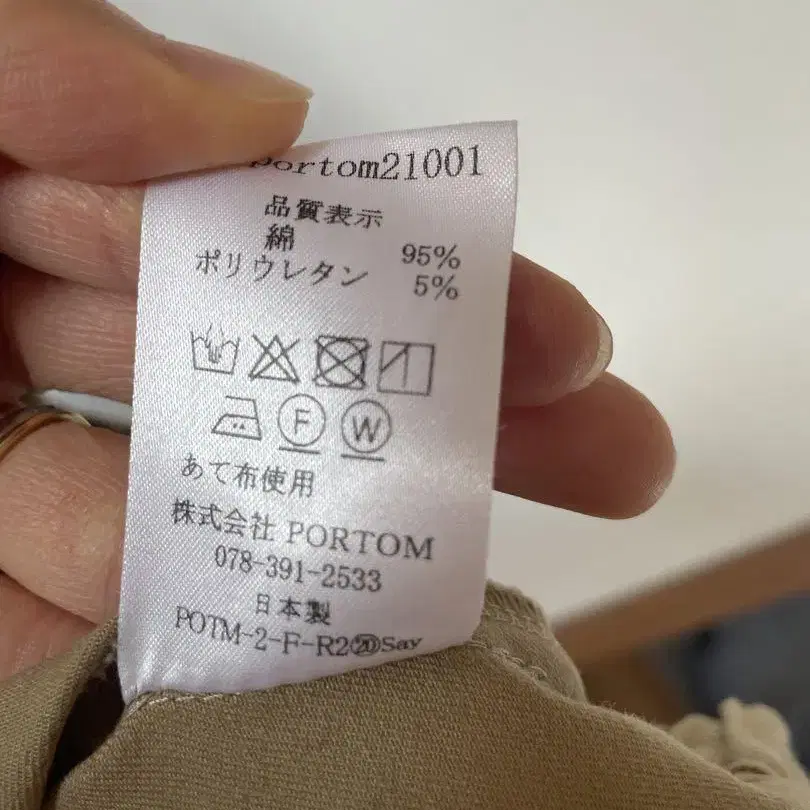 portom21001
品質表示
綿 95%
ポリウレタン 5%
F W
あて布使用
株式会社 PORTOM
078-391-2533
日本製
POTM-2-F-R2⑳Say